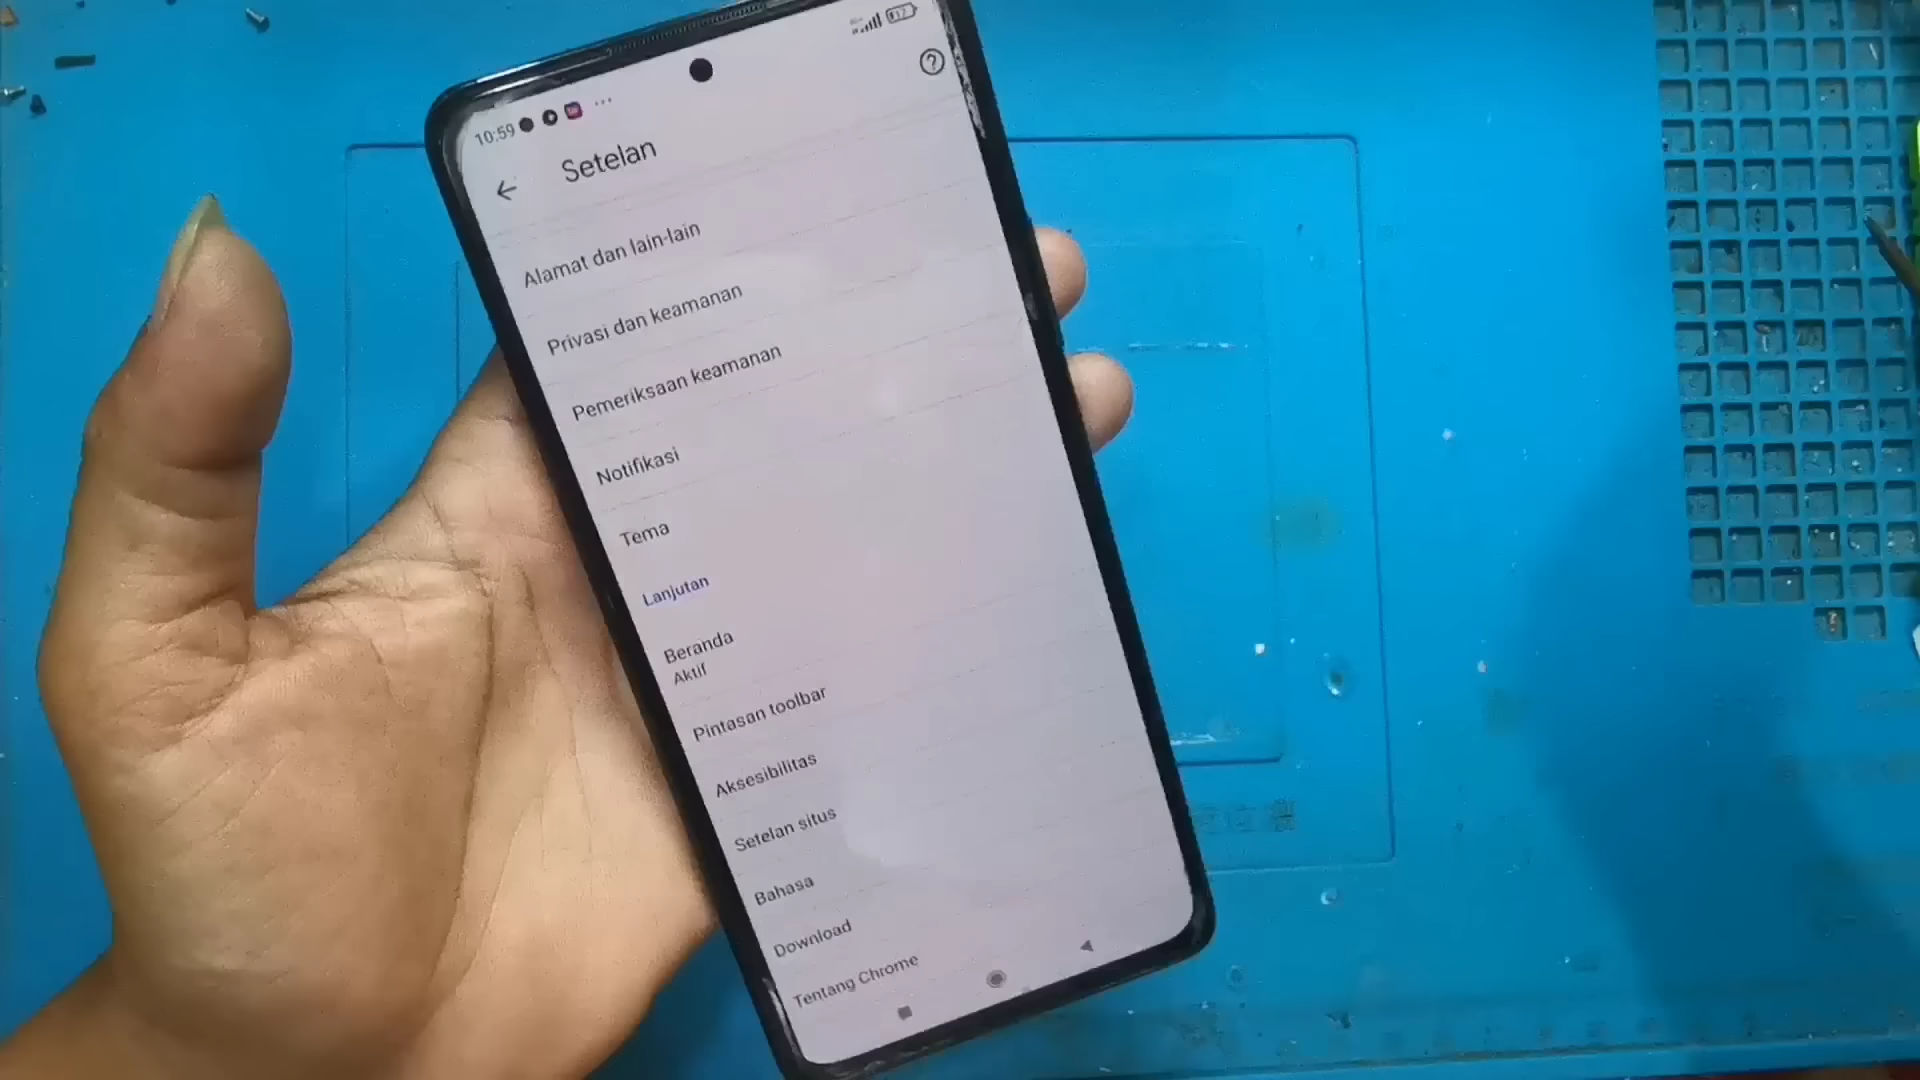 10:59
Setelan
Alamat dan lain-lain
Privasi dan keamanan
Pemeriksaan keamanan
Notifikasi
Tema
Lanjutan
Beranda
Aktif
Pintasan toolbar
Aksesibilitas
Setelan situs
Bahasa
Download
Tentang Chrome